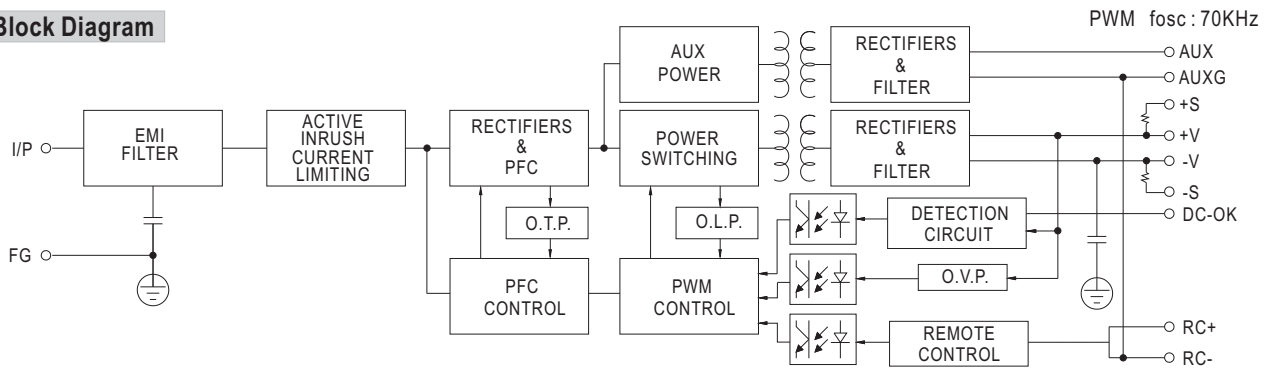 Block Diagram
PWM fosc : 70KHz
AUX
POWER
RECTIFIERS
&
FILTER
AUX
AUXG
I/P
EMI
FILTER
ACTIVE
INRUSH
CURRENT
LIMITING
RECTIFIERS
&
PFC
POWER
SWITCHING
RECTIFIERS
&
FILTER
+S
+V
-V
-S
FG
O.T.P.
O.L.P.
DETECTION
CIRCUIT
DC-OK
PFC
CONTROL
PWM
CONTROL
O.V.P.
REMOTE
CONTROL
RC+
RC-